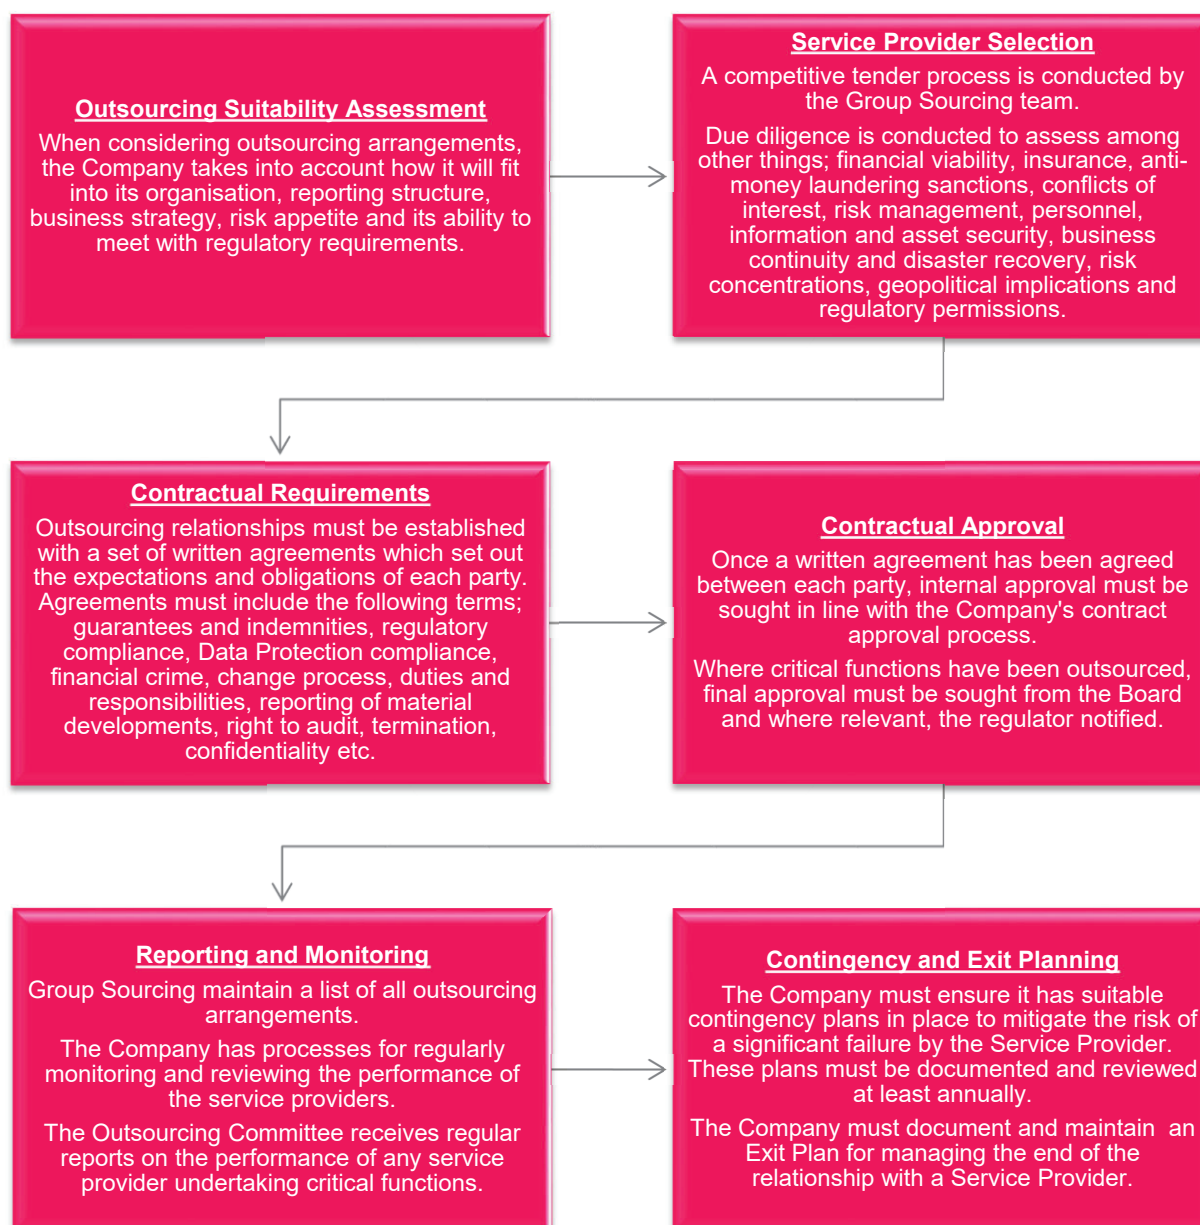 Outsourcing Suitability Assessment
When considering outsourcing arrangements,
the Company takes into account how it will fit
into its organisation, reporting structure,
business strategy, risk appetite and its ability to
meet with regulatory requirements.
Service Provider Selection
A competitive tender process is conducted by
the Group Sourcing team.
Due diligence is conducted to assess among
other things; financial viability, insurance, anti-
money laundering sanctions, conflicts of
interest, risk management, personnel,
information and asset security, business
continuity and disaster recovery, risk
concentrations, geopolitical implications and
regulatory permissions.
Contractual Requirements
Outsourcing relationships must be established
with a set of written agreements which set out
the expectations and obligations of each party.
Agreements must include the following terms;
guarantees and indemnities, regulatory
compliance, Data Protection compliance,
financial crime, change process, duties and
responsibilities, reporting of material
developments, right to audit, termination,
confidentiality etc.
Contractual Approval
Once a written agreement has been agreed
between each party, internal approval must be
sought in line with the Company's contract
approval process.
Where critical functions have been outsourced,
final approval must be sought from the Board
and where relevant, the regulator notified.
Reporting and Monitoring
Group Sourcing maintain a list of all outsourcing
arrangements.
The Company has processes for regularly
monitoring and reviewing the performance of
the service providers.
The Outsourcing Committee receives regular
reports on the performance of any service
provider undertaking critical functions.
Contingency and Exit Planning
The Company must ensure it has suitable
contingency plans in place to mitigate the risk of
a significant failure by the Service Provider.
These plans must be documented and reviewed
at least annually.
The Company must document and maintain an
Exit Plan for managing the end of the
relationship with a Service Provider.